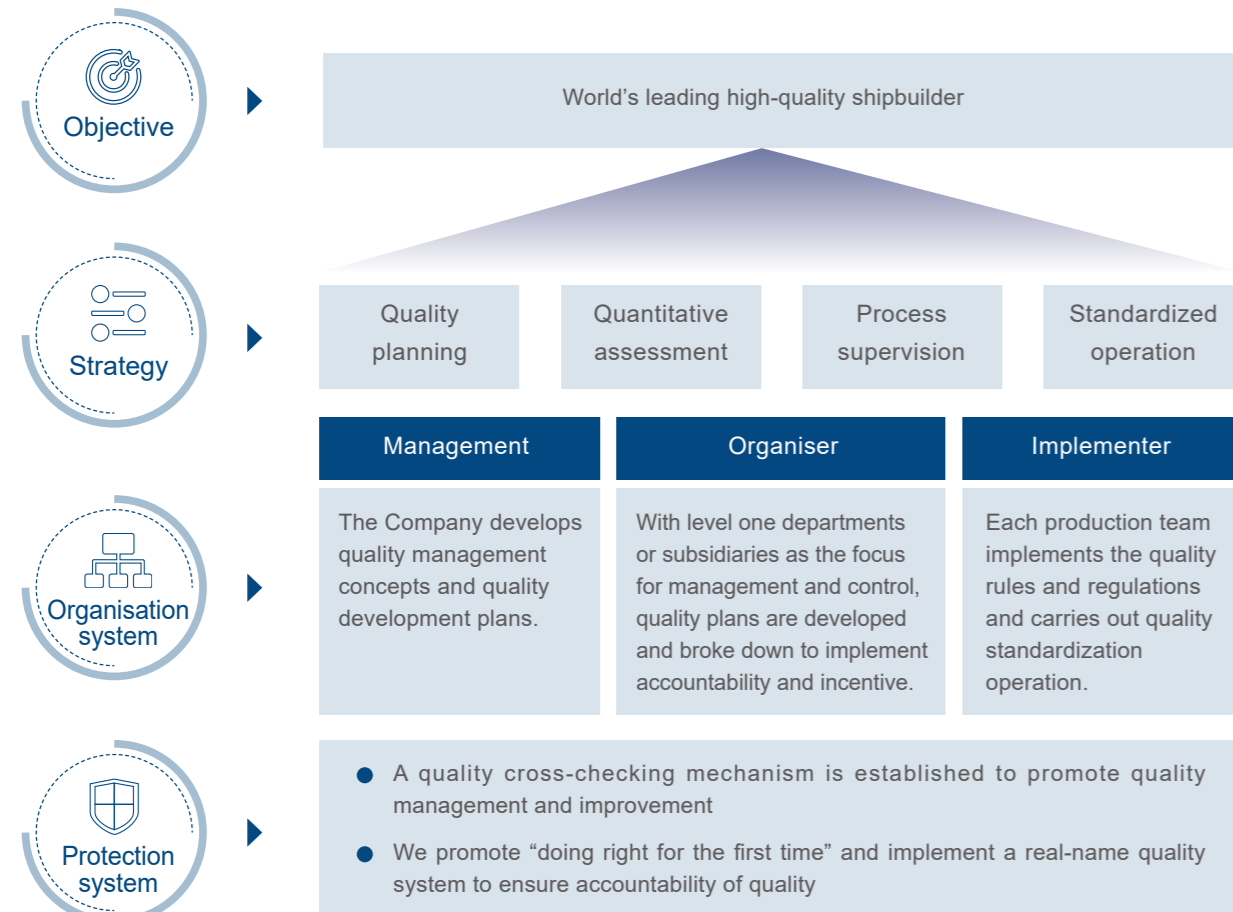 Objective
World's leading high-quality shipbuilder
Strategy
Quality
planning
Quantitative
assessment
Process
supervision
Standardized
operation
Organisation
system
Management
The Company develops
quality management
concepts and quality
development plans.
Organiser
With level one departments
or subsidiaries as the focus
for management and control,
quality plans are developed
and broke down to implement
accountability and incentive.
Implementer
Each production team
implements the quality
rules and regulations
and carries out quality
standardization
operation.
Protection
system
● A quality cross-checking mechanism is established to promote quality
management and improvement
● We promote “doing right for the first time” and implement a real-name quality
system to ensure accountability of quality